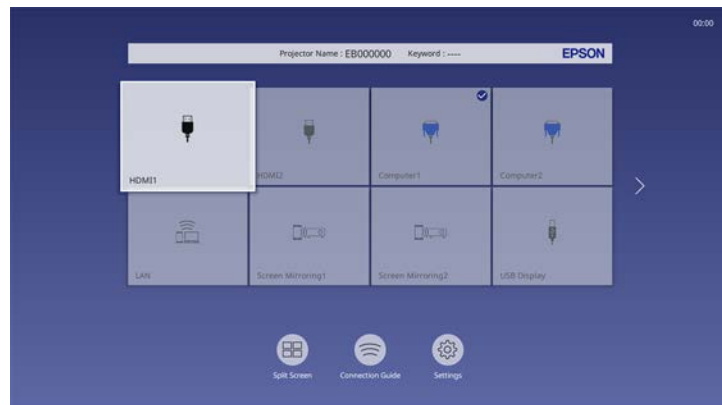 00:00
Projector Name : EB000000 Keyword : ---- EPSON
HDMI1 HDMI2 Computer1 Computer2
LAN Screen Mirroring1 Screen Mirroring2 USB Display
Split Screen Connection Guide Settings